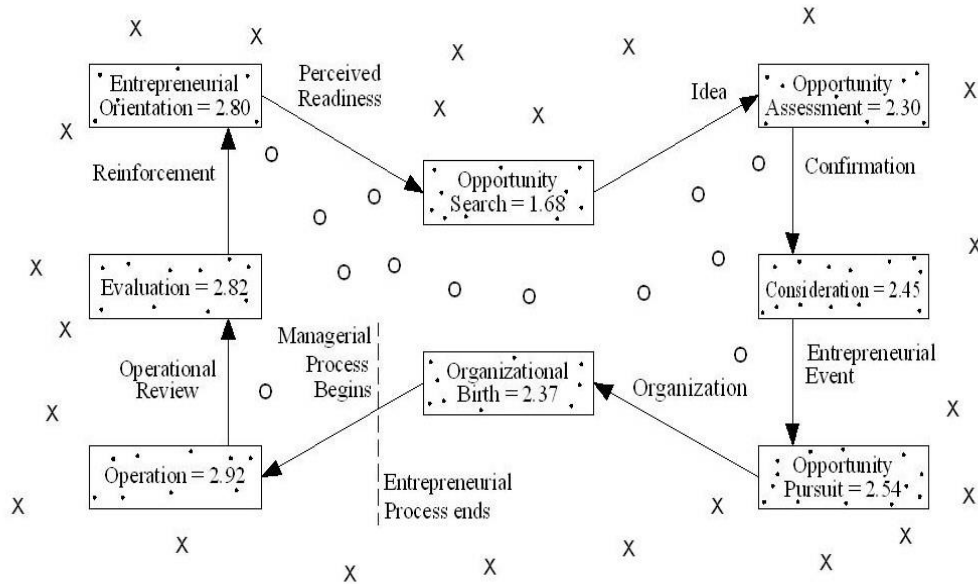 Entrepreneurial
Orientation = 2.80
Perceived
Readiness
Idea
Opportunity
Assessment = 2.30
Reinforcement
Opportunity
Search = 1.68
Confirmation
Evaluation = 2.82
Consideration = 2.45
Managerial
Process
Begins
Operational
Review
Organizational
Birth = 2.37
Organization
Entrepreneurial
Event
Operation = 2.92
Entrepreneurial
Process ends
Opportunity
Pursuit = 2.54